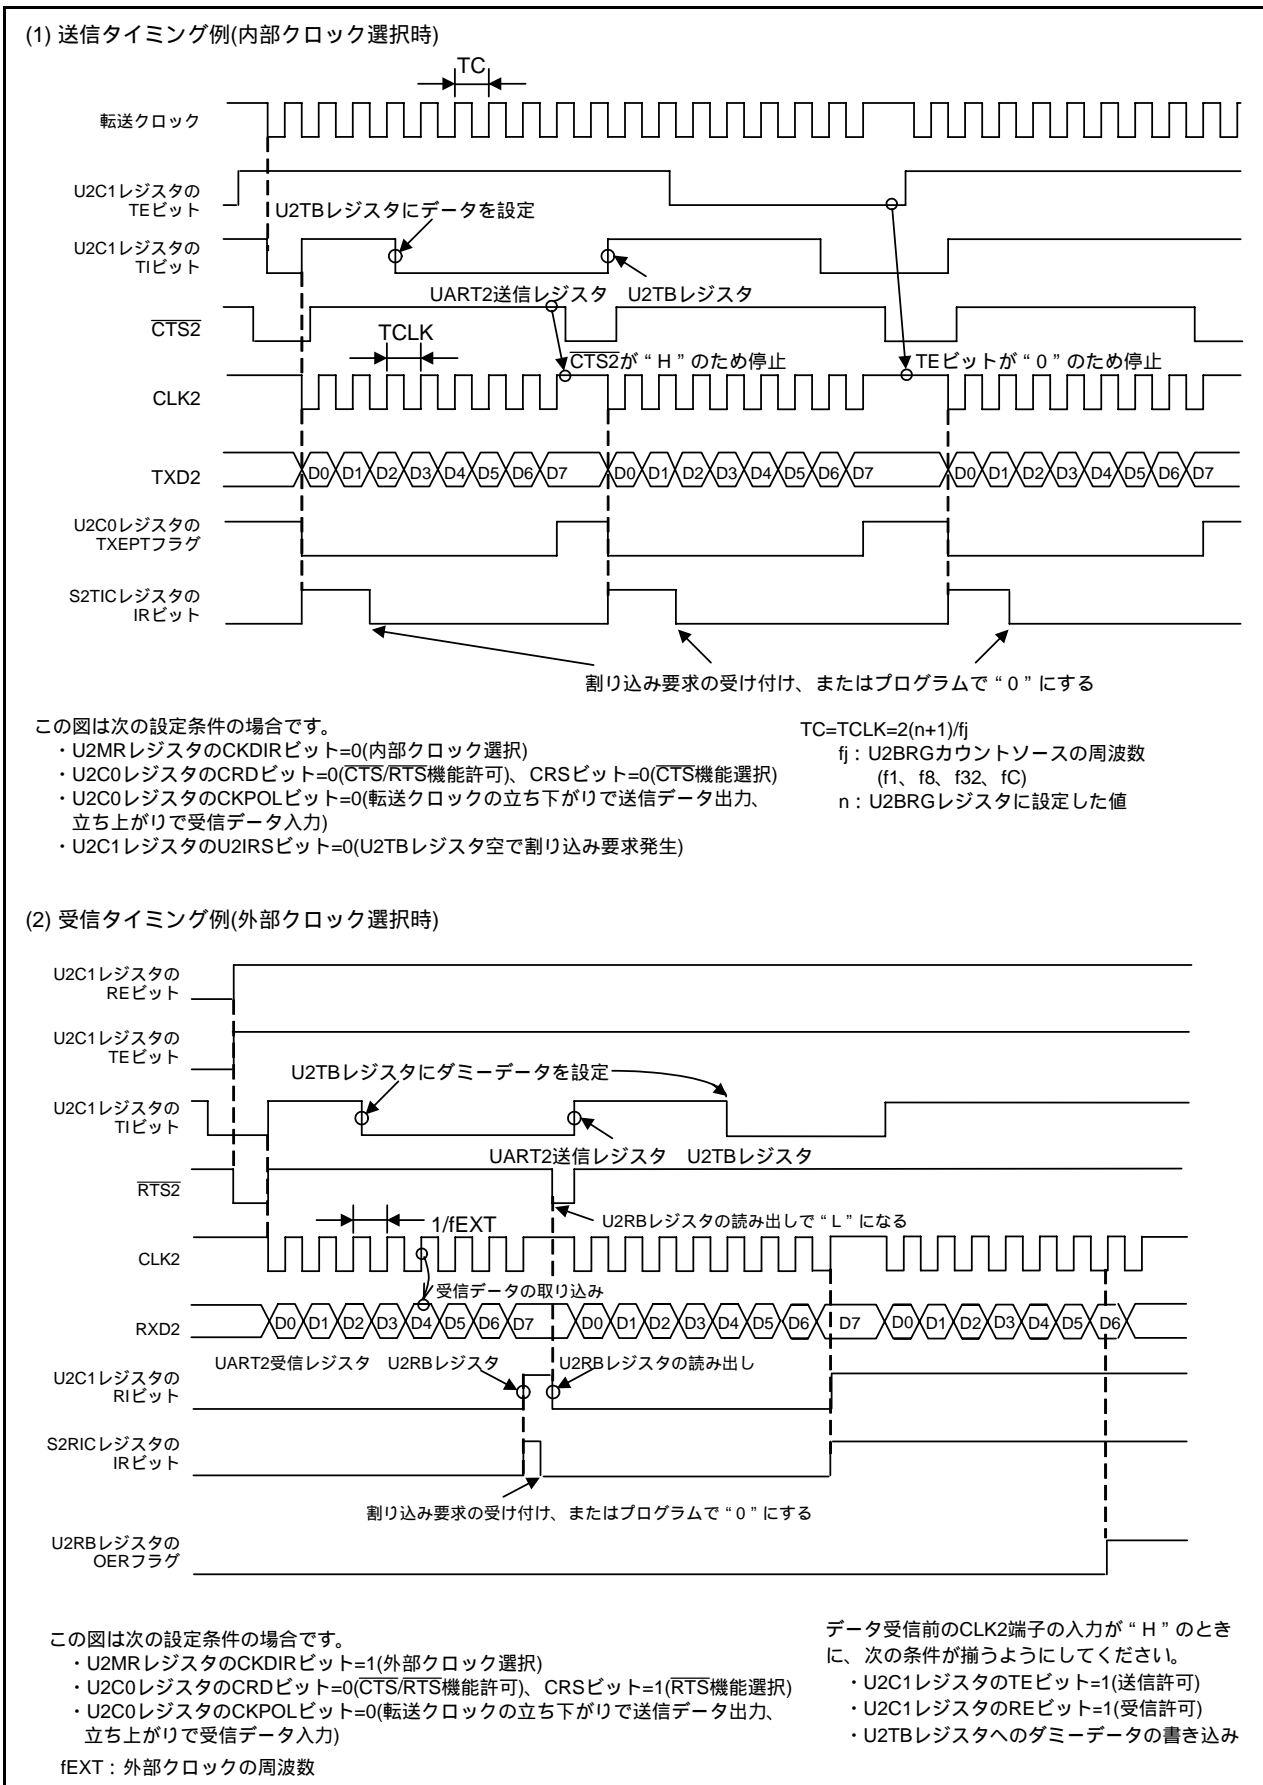 (1) 送信タイミング例(内部クロック選択時)
TC
転送クロック
U2C1レジスタの
TEビット
U2TBレジスタにデータを設定
U2C1レジスタの
TIビット
UART2送信レジスタ U2TBレジスタ
CTS2
TCLK
CTS2が“H”のため停止
TEビットが“0”のため停止
CLK2
TXD2
D0 D1 D2 D3 D4 D5 D6 D7 D0 D1 D2 D3 D4 D5 D6 D7 D0 D1 D2 D3 D4 D5 D6 D7
U2C0レジスタの
TXEPTフラグ
S2TICレジスタの
IRビット
割り込み要求の受け付け、またはプログラムで“0”にする
この図は次の設定条件の場合です。
・U2MRレジスタのCKDIRビット=0(内部クロック選択)
・U2C0レジスタのCRDビット=0(CTS/RTS機能許可)、CRSビット=0(CTS機能選択)
・U2C0レジスタのCKPOLビット=0(転送クロックの立ち下がりで送信データ出力、
立ち上がりで受信データ入力)
・U2C1レジスタのU2IRSビット=0(U2TBレジスタ空で割り込み要求発生)
TC=TCLK=2(n+1)/fj
fj：U2BRGカウントソースの周波数
(f1、f8、f32、fC)
n：U2BRGレジスタに設定した値
(2) 受信タイミング例(外部クロック選択時)
U2C1レジスタの
REビット
U2C1レジスタの
TEビット
U2TBレジスタにダミーデータを設定
U2C1レジスタの
TIビット
UART2送信レジスタ U2TBレジスタ
RTS2
U2RBレジスタの読み出しで“L”になる
1/fEXT
CLK2
受信データの取り込み
RXD2
D0 D1 D2 D3 D4 D5 D6 D7 D0 D1 D2 D3 D4 D5 D6 D7 D0 D1 D2 D3 D4 D5 D6
UART2受信レジスタ U2RBレジスタ
U2RBレジスタの読み出し
U2C1レジスタの
RIビット
S2RICレジスタの
IRビット
割り込み要求の受け付け、またはプログラムで“0”にする
U2RBレジスタの
OERフラグ
この図は次の設定条件の場合です。
・U2MRレジスタのCKDIRビット=1(外部クロック選択)
・U2C0レジスタのCRDビット=0(CTS/RTS機能許可)、CRSビット=1(RTS機能選択)
・U2C0レジスタのCKPOLビット=0(転送クロックの立ち下がりで送信データ出力、
立ち上がりで受信データ入力)
fEXT：外部クロックの周波数
データ受信前のCLK2端子の入力が“H”のとき
に、次の条件が揃うようにしてください。
・U2C1レジスタのTEビット=1(送信許可)
・U2C1レジスタのREビット=1(受信許可)
・U2TBレジスタへのダミーデータの書き込み